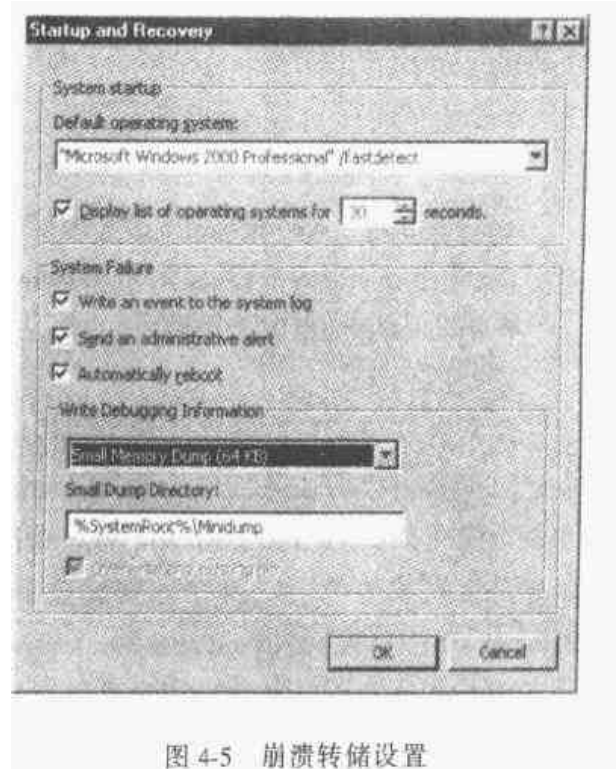 Startup and Recovery
System startup
Default operating system:
"Microsoft Windows 2000 Professional" /fastdetect
Display list of operating systems for
seconds.
System Failure
Write an event to the system log
Send an administrative alert
Automatically reboot
Write Debugging Information
Small Memory Dump (64 KB)
Small Dump Directory:
%SystemRoot%\Minidump
OK
Cancel
图 4-5 崩溃转储设置